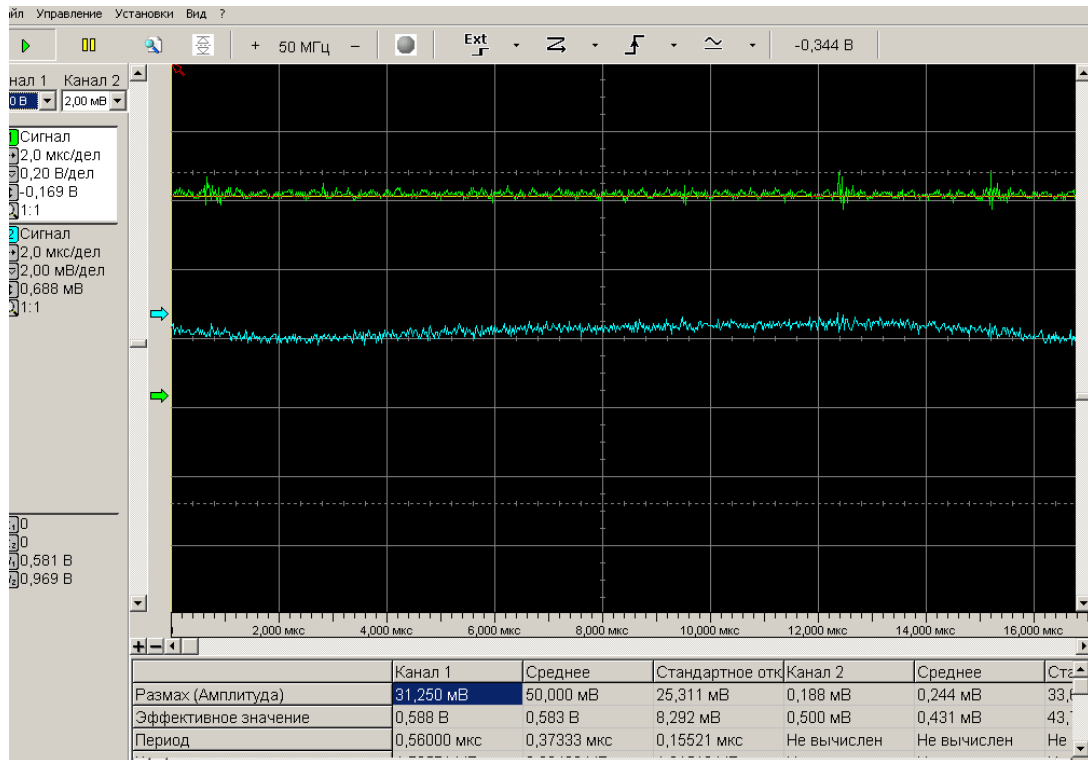 йл Управление Установки Вид ?
+ 50 МГц − Ext -0,344 В
нал 1 Канал 2
0 В 2,00 мВ
1 Сигнал
2,0 мкс/дел
0,20 В/дел
-0,169 В
1:1
2 Сигнал
2,0 мкс/дел
2,00 мВ/дел
0,688 мВ
1:1
0
0
0,581 В
0,969 В
2,000 мкс 4,000 мкс 6,000 мкс 8,000 мкс 10,000 мкс 12,000 мкс 14,000 мкс 16,000 мкс
Канал 1 Среднее Стандартное отк Канал 2 Среднее Ста
Размах (Амплитуда) 31,250 мВ 50,000 мВ 25,311 мВ 0,188 мВ 0,244 мВ
Эффективное значение 0,588 В 0,583 В 8,292 мВ 0,500 мВ 0,431 мВ
Период 0,56000 мкс 0,37333 мкс 0,15521 мкс Не вычислен Не вычислен Не